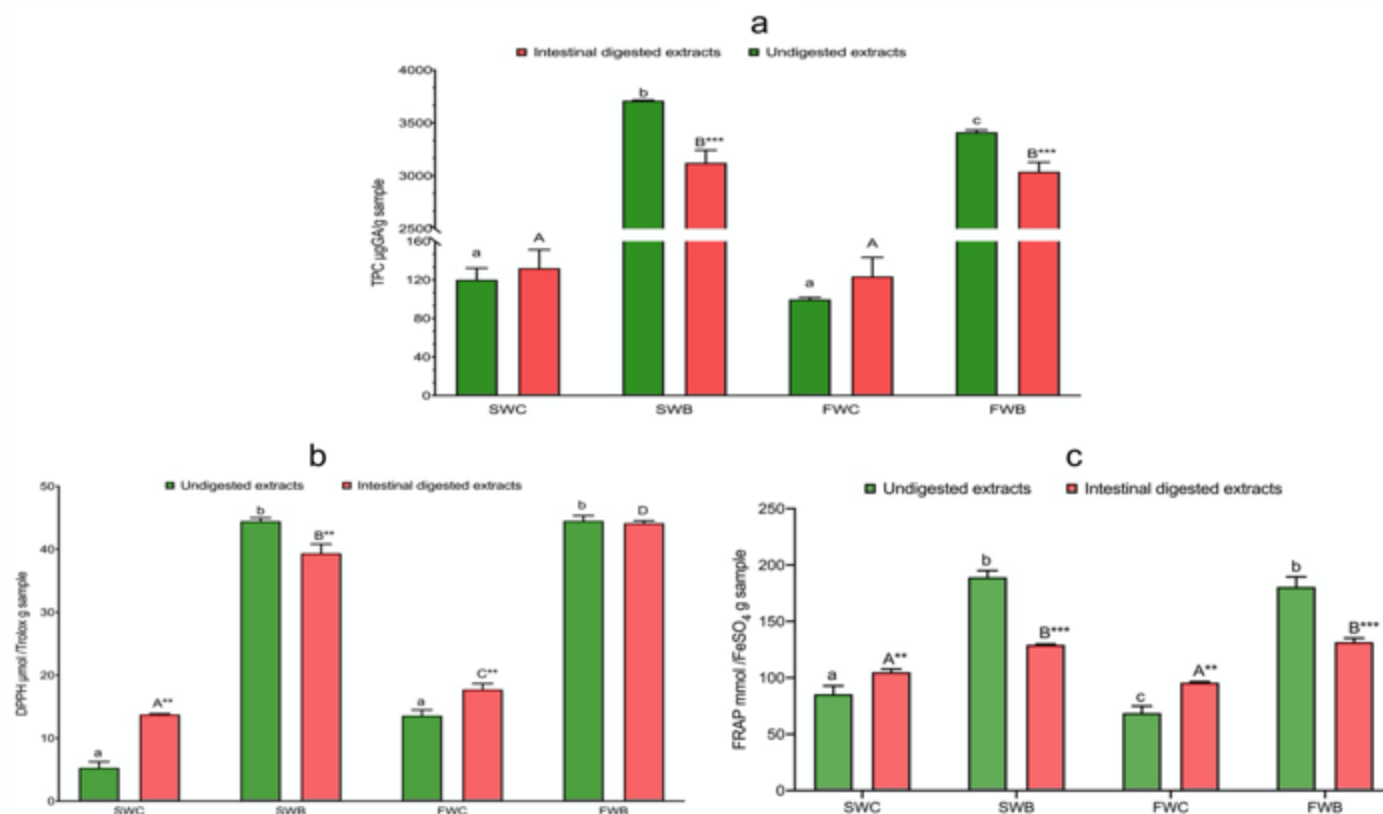 a
Intestinal digested extracts Undigested extracts
TPC µgGA/g sample
4000
3500
3000
2500
160
120
80
40
0
a A b B*** a A c B***
SWC SWB FWC FWB
b
Undigested extracts Intestinal digested extracts
DPPH µmol /Trolox g sample
50
40
30
20
10
0
a A** b B** a C** b D
SWC SWB FWC FWB
c
Undigested extracts Intestinal digested extracts
FRAP mmol /FeSO₄ g sample
250
200
150
100
50
0
a A** b B*** c A** b B***
SWC SWB FWC FWB